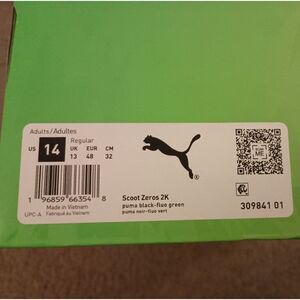 Adults/Adultes
Regular
US 14 UK EUR CM
13 48 32
ME
Scoot Zeros 2K
puma black-fluo green
puma noir-fluo vert
1 96859 66354 8
Made in Vietnam
UPC-A Fabriqué au Vietnam
309841 01